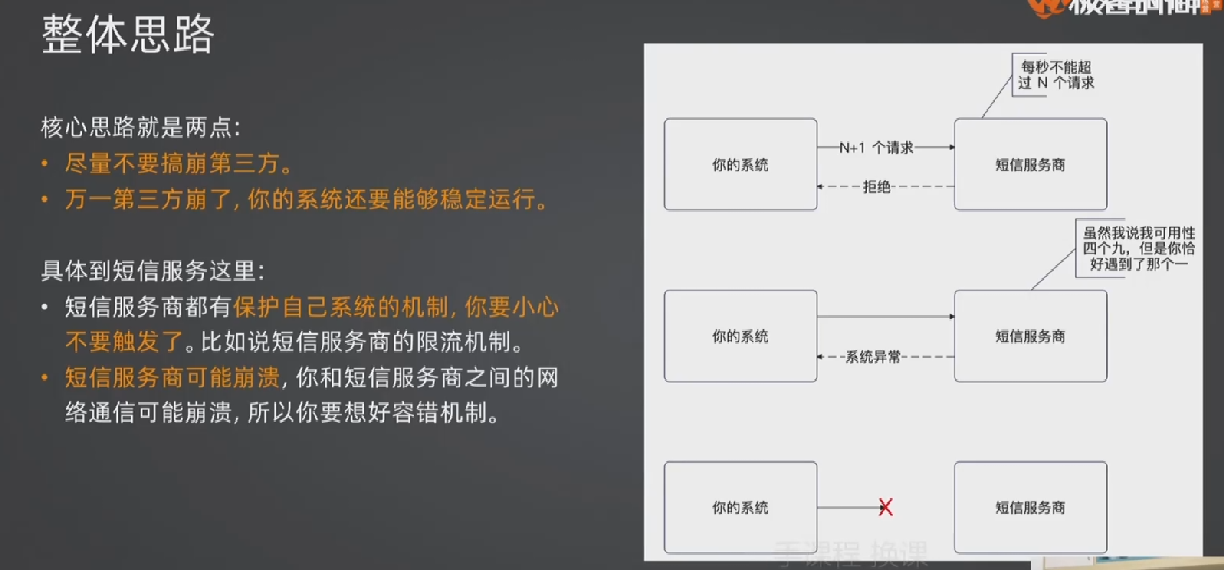 整体思路
核心思路就是两点:
• 尽量不要搞崩第三方。
• 万一第三方崩了, 你的系统还要能够稳定运行。
具体到短信服务这里:
• 短信服务商都有保护自己系统的机制, 你要小心
不要触发了。比如说短信服务商的限流机制。
• 短信服务商可能崩溃, 你和短信服务商之间的网
络通信可能崩溃, 所以你要想好容错机制。
每秒不能超
过 N 个请求
你的系统
N+1 个请求
拒绝
短信服务商
虽然我说我可用性
四个九，但是你恰
好遇到了那个一
你的系统
系统异常
短信服务商
你的系统
X
短信服务商
手课程 换课